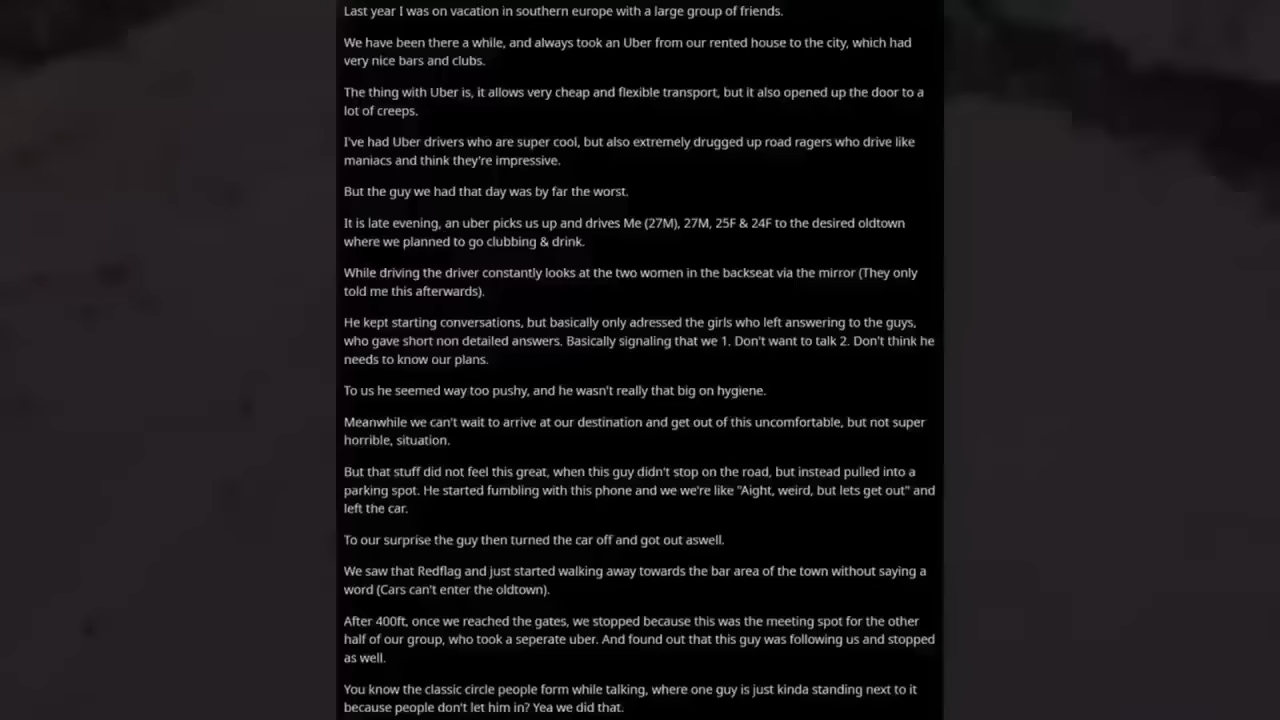 Last year I was on vacation in southern europe with a large group of friends.
We have been there a while, and always took an Uber from our rented house to the city, which had
very nice bars and clubs.
The thing with Uber is, it allows very cheap and flexible transport, but it also opened up the door to a
lot of creeps.
I've had Uber drivers who are super cool, but also extremely drugged up road ragers who drive like
maniacs and think they're impressive.
But the guy we had that day was by far the worst.
It is late evening, an uber picks us up and drives Me (27M), 27M, 25F & 24F to the desired oldtown
where we planned to go clubbing & drink.
While driving the driver constantly looks at the two women in the backseat via the mirror (They only
told me this afterwards).
He kept starting conversations, but basically only adressed the girls who left answering to the guys,
who gave short non detailed answers. Basically signaling that we 1. Don't want to talk 2. Don't think he
needs to know our plans.
To us he seemed way too pushy, and he wasn't really that big on hygiene.
Meanwhile we can't wait to arrive at our destination and get out of this uncomfortable, but not super
horrible, situation.
But that stuff did not feel this great, when this guy didn't stop on the road, but instead pulled into a
parking spot. He started fumbling with this phone and we we're like "Aight, weird, but lets get out" and
left the car.
To our surprise the guy then turned the car off and got out aswell.
We saw that Redflag and just started walking away towards the bar area of the town without saying a
word (Cars can't enter the oldtown).
After 400ft, once we reached the gates, we stopped because this was the meeting spot for the other
half of our group, who took a seperate uber. And found out that this guy was following us and stopped
as well.
You know the classic circle people form while talking, where one guy is just kinda standing next to it
because people don't let him in? Yea we did that.